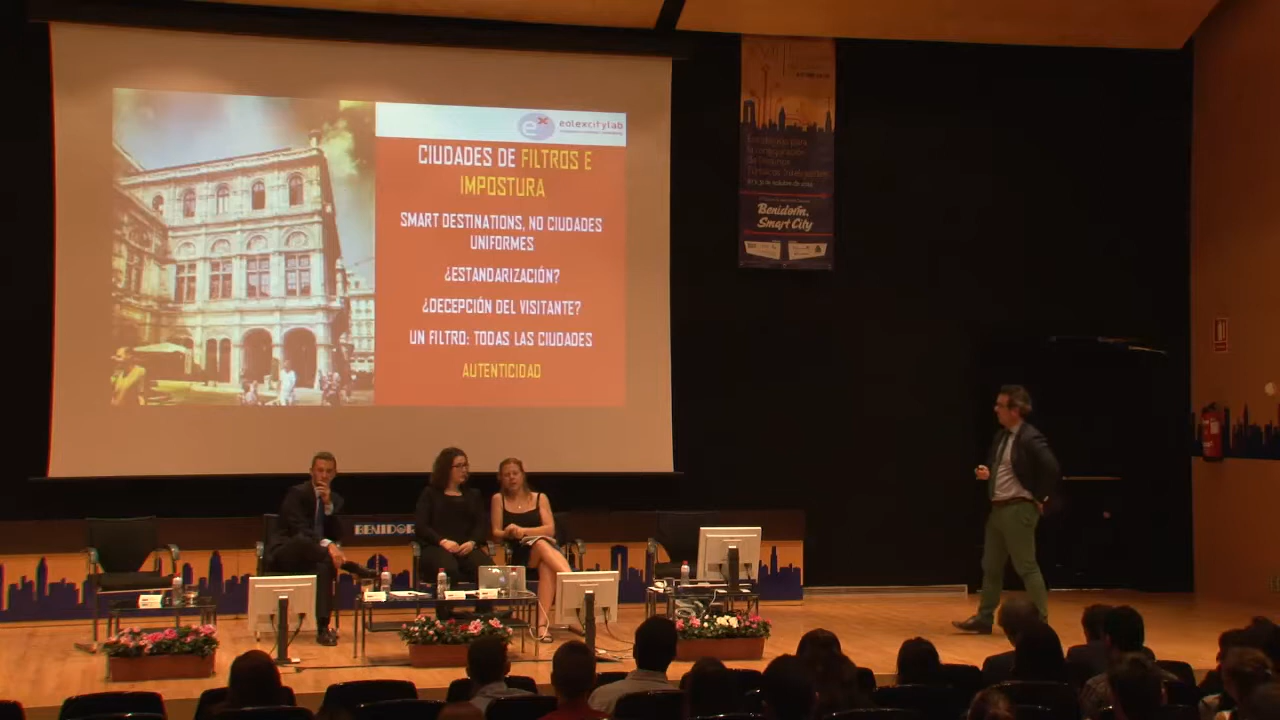 eolexcitylab
CIUDADES DE FILTROS E
IMPOSTURA
SMART DESTINATIONS, NO CIUDADES
UNIFORMES
¿ESTANDARIZACIÓN?
¿DECEPCIÓN DEL VISITANTE?
UN FILTRO: TODAS LAS CIUDADES
AUTENTICIDAD
Benidorm,
Smart City
BENIDOR